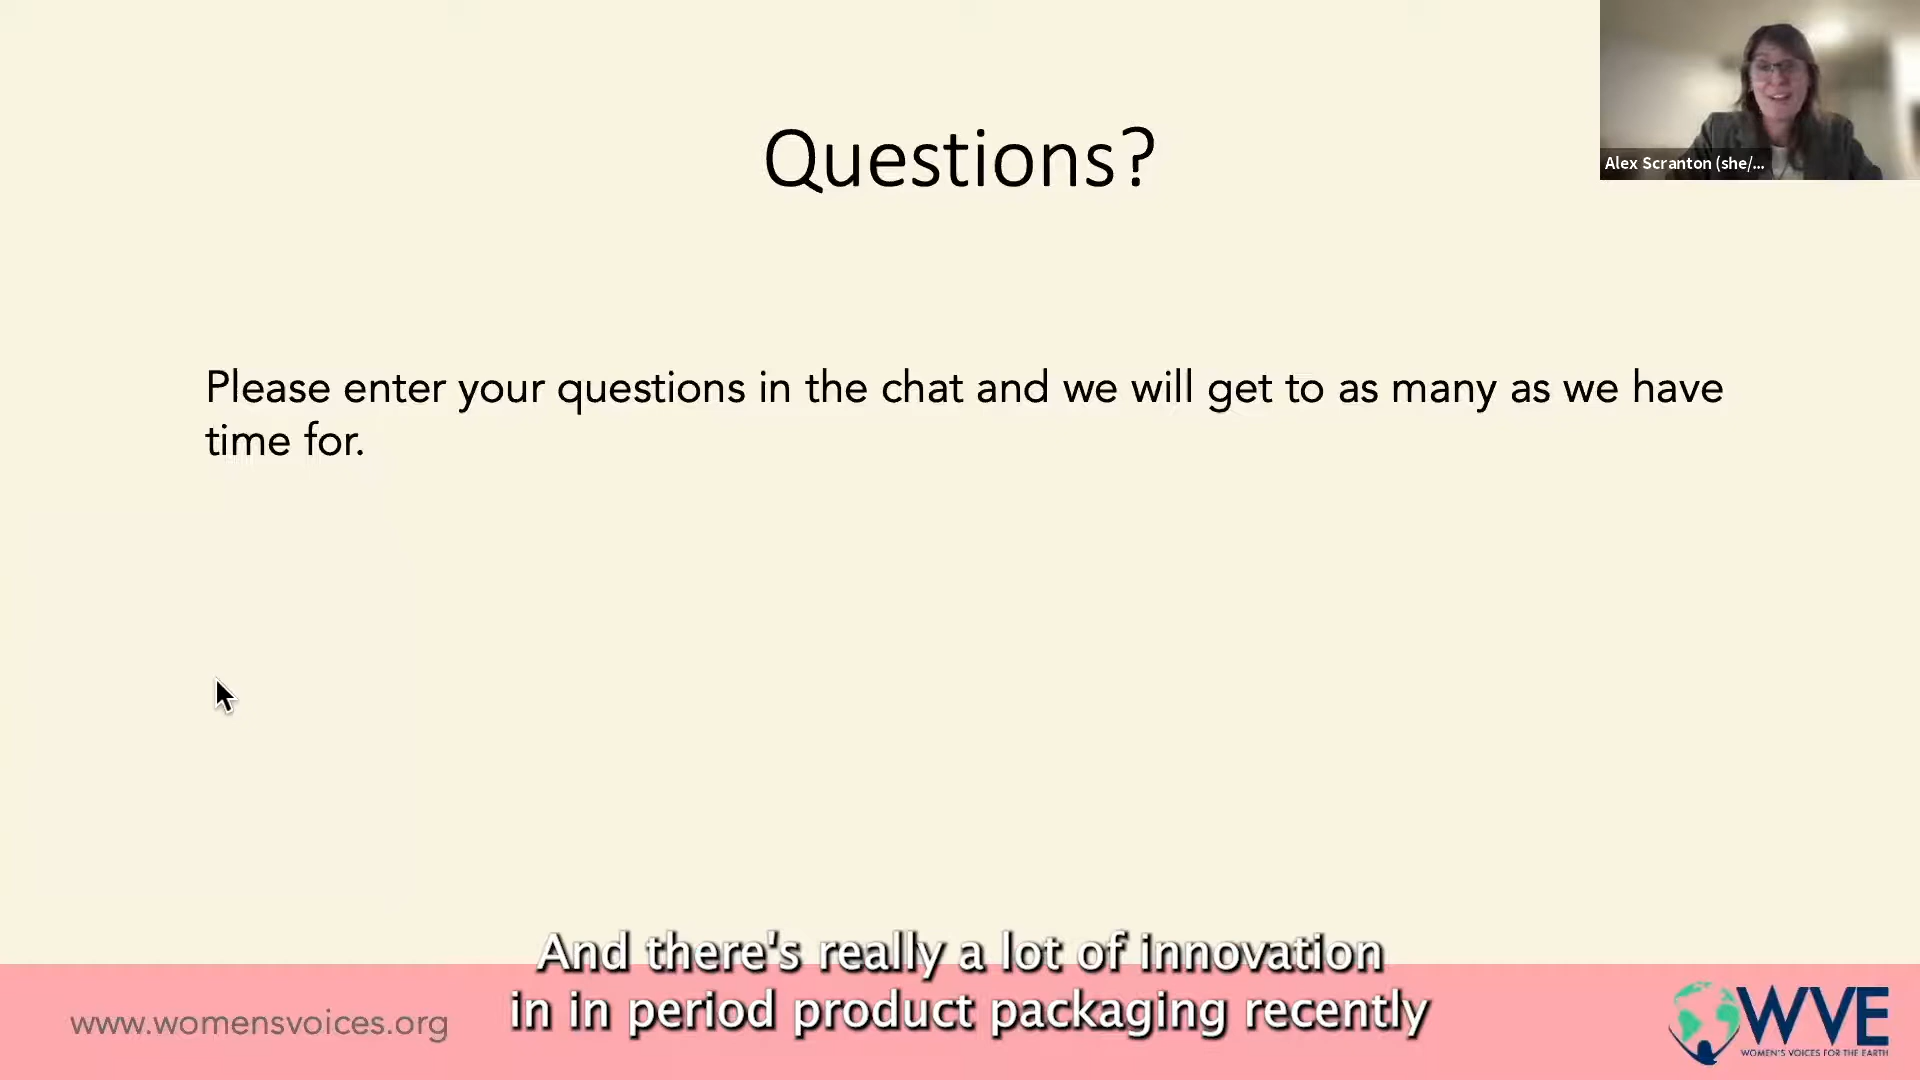 Questions?
Alex Scranton (she/...
Please enter your questions in the chat and we will get to as many as we have
time for.
And there's really a lot of innovation
in in period product packaging recently
www.womensvoices.org
WVE
WOMEN'S VOICES FOR THE EARTH